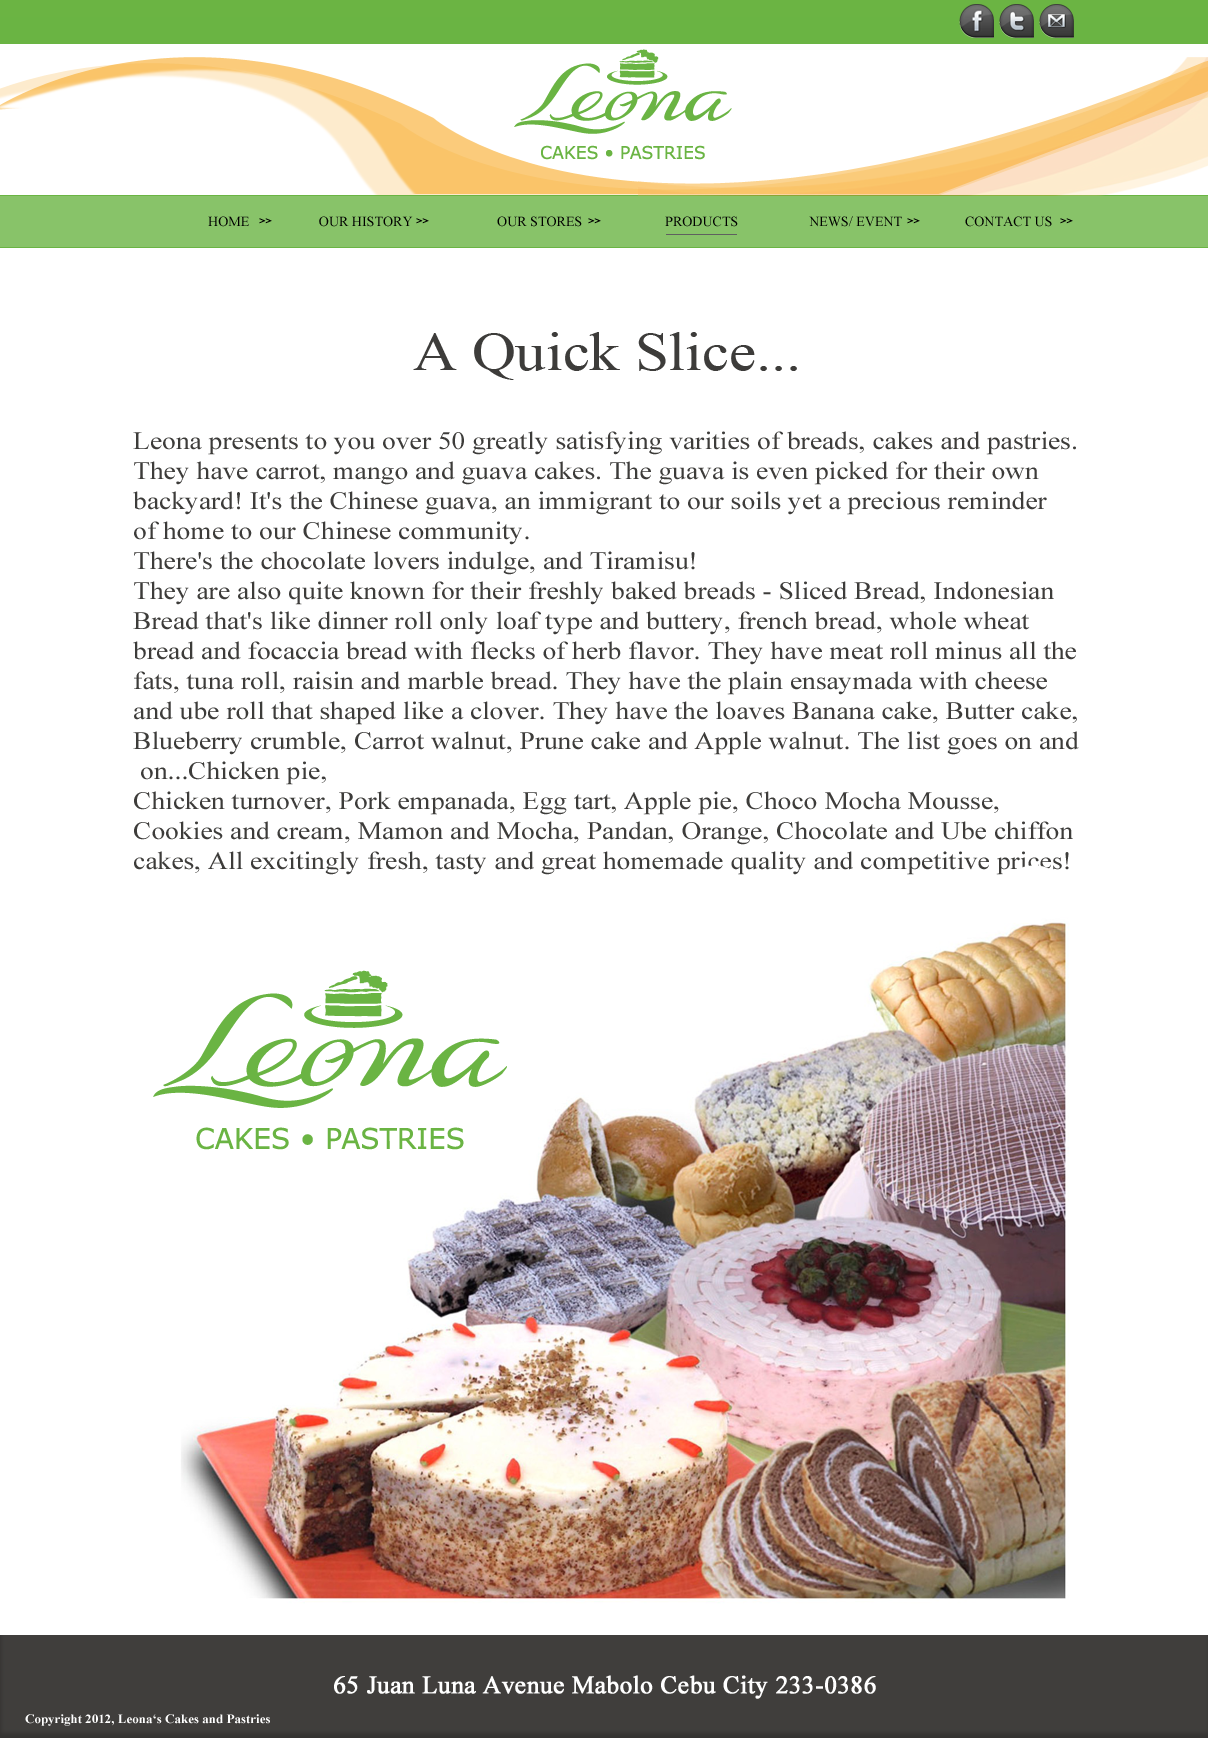 Leona
CAKES • PASTRIES
HOME >> OUR HISTORY >> OUR STORES >> PRODUCTS NEWS/ EVENT >> CONTACT US >>
A Quick Slice...
Leona presents to you over 50 greatly satisfying varities of breads, cakes and pastries.
They have carrot, mango and guava cakes. The guava is even picked for their own
backyard! It's the Chinese guava, an immigrant to our soils yet a precious reminder
of home to our Chinese community.
There's the chocolate lovers indulge, and Tiramisu!
They are also quite known for their freshly baked breads - Sliced Bread, Indonesian
Bread that's like dinner roll only loaf type and buttery, french bread, whole wheat
bread and focaccia bread with flecks of herb flavor. They have meat roll minus all the
fats, tuna roll, raisin and marble bread. They have the plain ensaymada with cheese
and ube roll that shaped like a clover. They have the loaves Banana cake, Butter cake,
Blueberry crumble, Carrot walnut, Prune cake and Apple walnut. The list goes on and
on...Chicken pie,
Chicken turnover, Pork empanada, Egg tart, Apple pie, Choco Mocha Mousse,
Cookies and cream, Mamon and Mocha, Pandan, Orange, Chocolate and Ube chiffon
cakes, All excitingly fresh, tasty and great homemade quality and competitive prices!
Leona
CAKES • PASTRIES
65 Juan Luna Avenue Mabolo Cebu City 233-0386
Copyright 2012, Leona‘s Cakes and Pastries